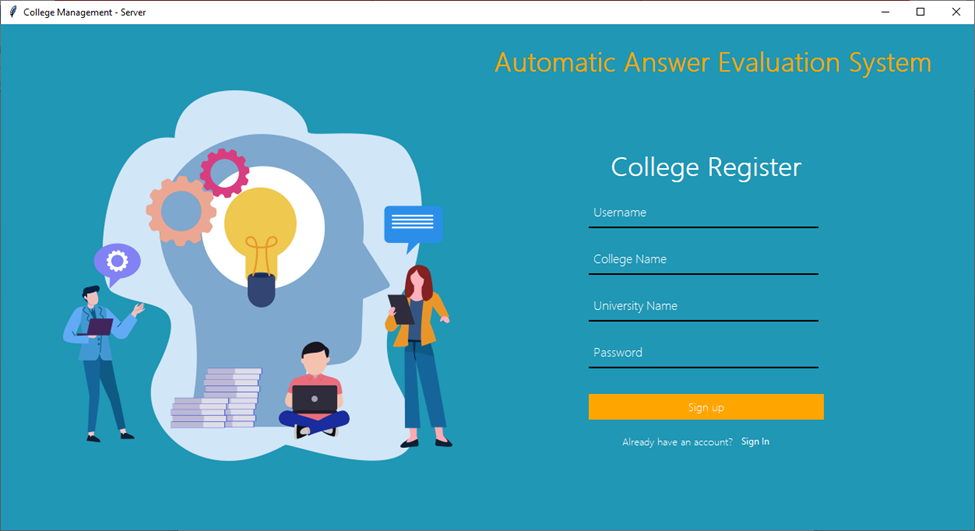 College Management - Server
Automatic Answer Evaluation System
College Register
Username
College Name
University Name
Password
Sign up
Already have an account? Sign In